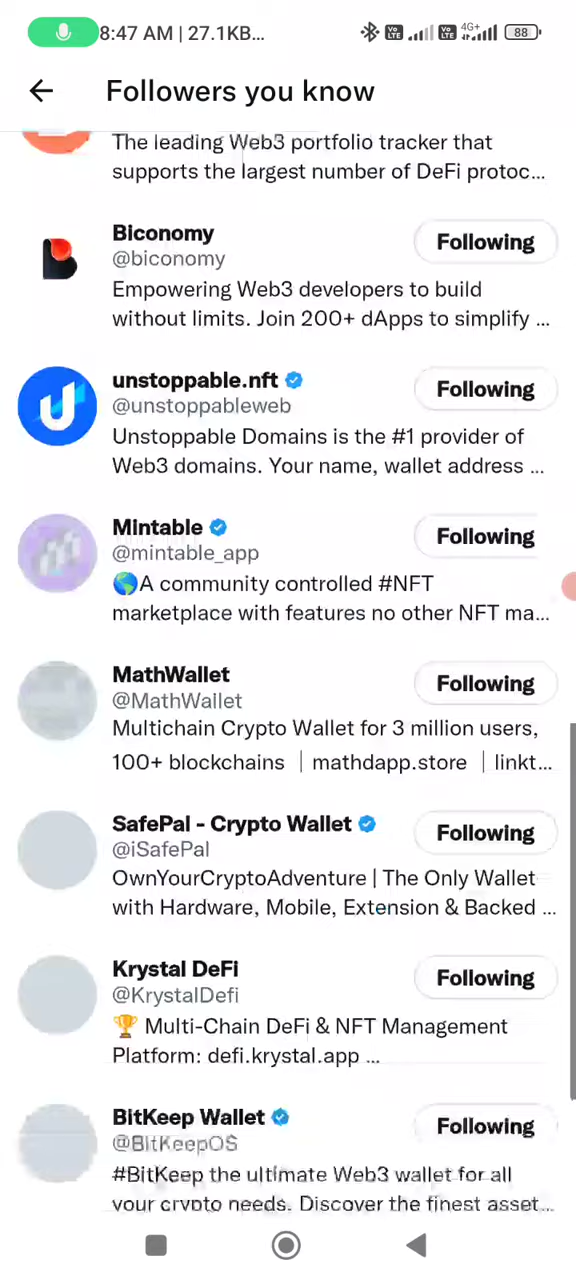 8:47 AM | 27.1KB...
Vo LTE
Vo LTE
4G+
88
Followers you know
The leading Web3 portfolio tracker that
supports the largest number of DeFi protoc...
Biconomy
Following
@biconomy
Empowering Web3 developers to build
without limits. Join 200+ dApps to simplify ...
unstoppable.nft
Following
@unstoppableweb
Unstoppable Domains is the #1 provider of
Web3 domains. Your name, wallet address ...
Mintable
Following
@mintable_app
🌎A community controlled #NFT
marketplace with features no other NFT ma...
MathWallet
Following
@MathWallet
Multichain Crypto Wallet for 3 million users,
100+ blockchains | mathdapp.store | linkt...
SafePal - Crypto Wallet
Following
@iSafePal
OwnYourCryptoAdventure | The Only Wallet
with Hardware, Mobile, Extension & Backed ...
Krystal DeFi
Following
@KrystalDefi
🏆 Multi-Chain DeFi & NFT Management
Platform: defi.krystal.app ...
BitKeep Wallet
Following
@BitKeepOS
#BitKeep the ultimate Web3 wallet for all
your crypto needs. Discover the finest asset...